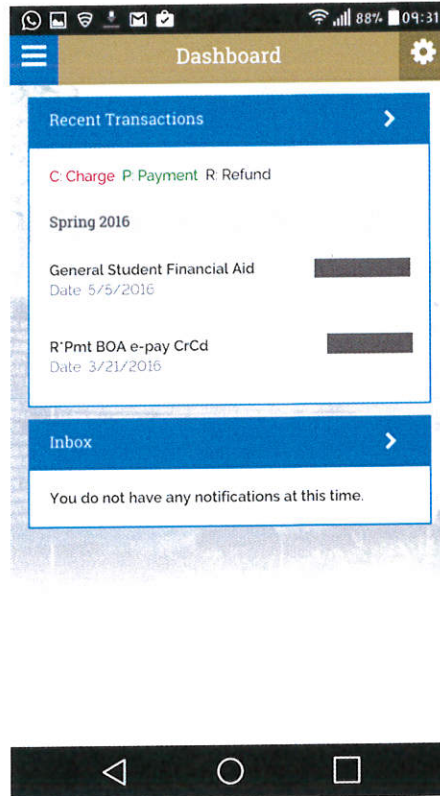 88% 09:31
Dashboard
Recent Transactions
C: Charge P: Payment R: Refund
Spring 2016
General Student Financial Aid
Date 5/5/2016
R*Pmt BOA e-pay CrCd
Date 3/21/2016
Inbox
You do not have any notifications at this time.